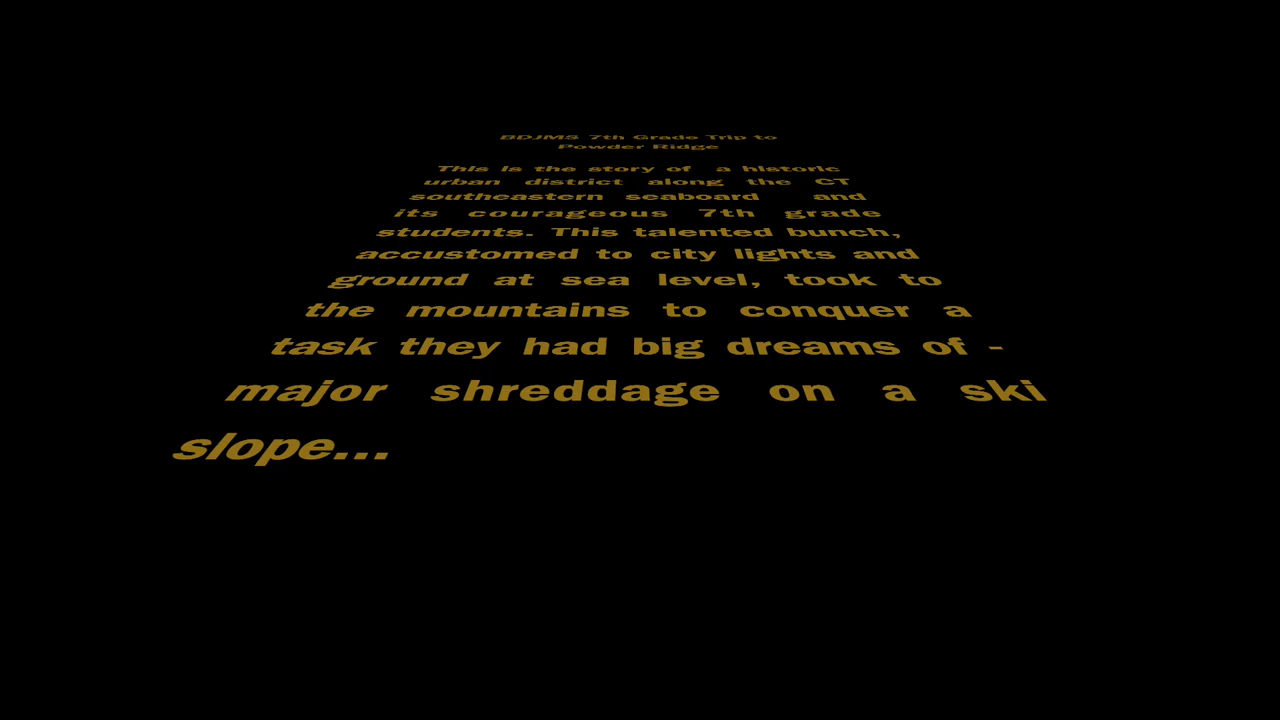 BDJMS 7th Grade Trip to
Powder Ridge
This is the story of a historic
urban district along the CT
southeastern seaboard and
its courageous 7th grade
students. This talented bunch,
accustomed to city lights and
ground at sea level, took to
the mountains to conquer a
task they had big dreams of -
major shreddage on a ski
slope...